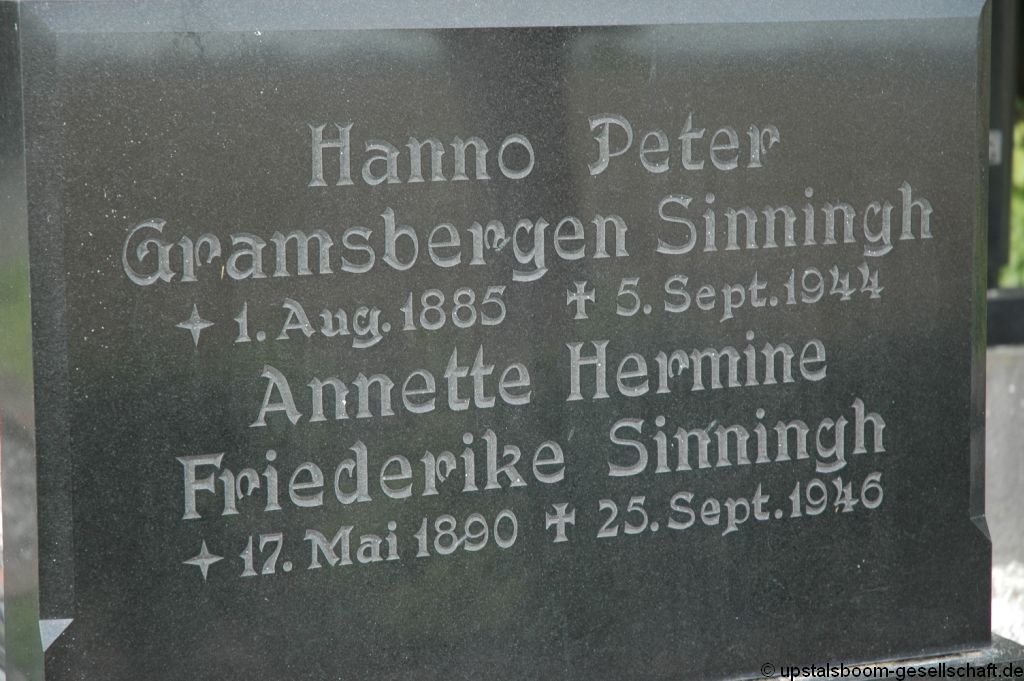 Hanno Peter
Gramsbergen Sinningh
✦ 1. Aug. 1885 ✝ 5. Sept. 1944
Annette Hermine
Friederike Sinningh
✦ 17. Mai 1890 ✝ 25. Sept. 1946
© upstalsboom-gesellschaft.de